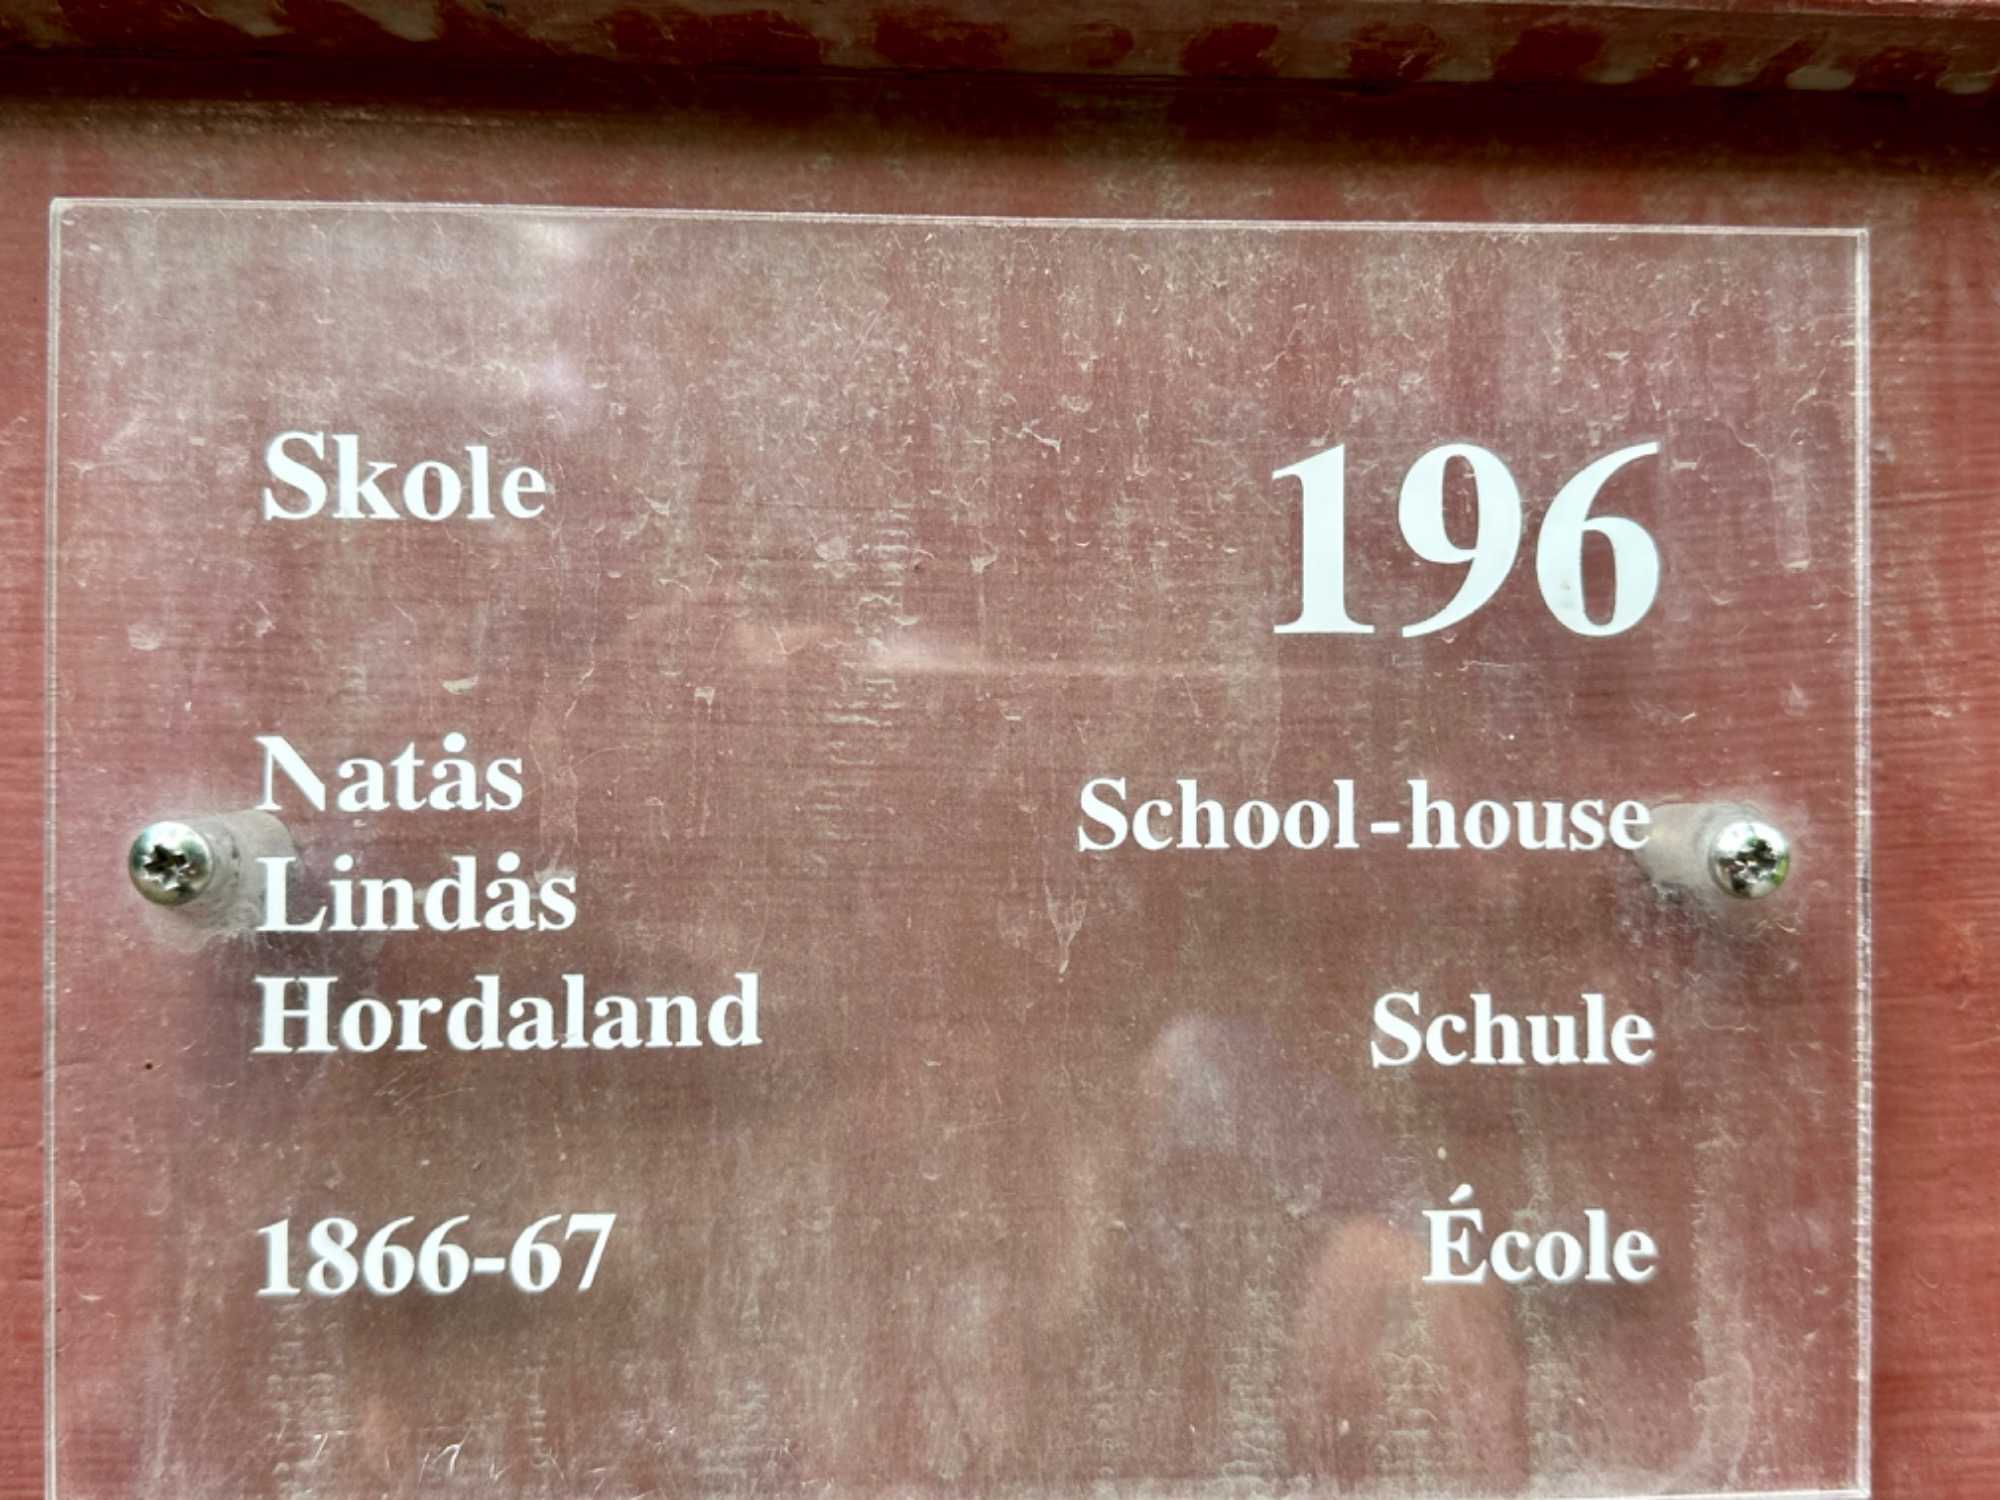 Skole
196
Natås
Lindås
Hordaland
1866-67
School-house
Schule
École